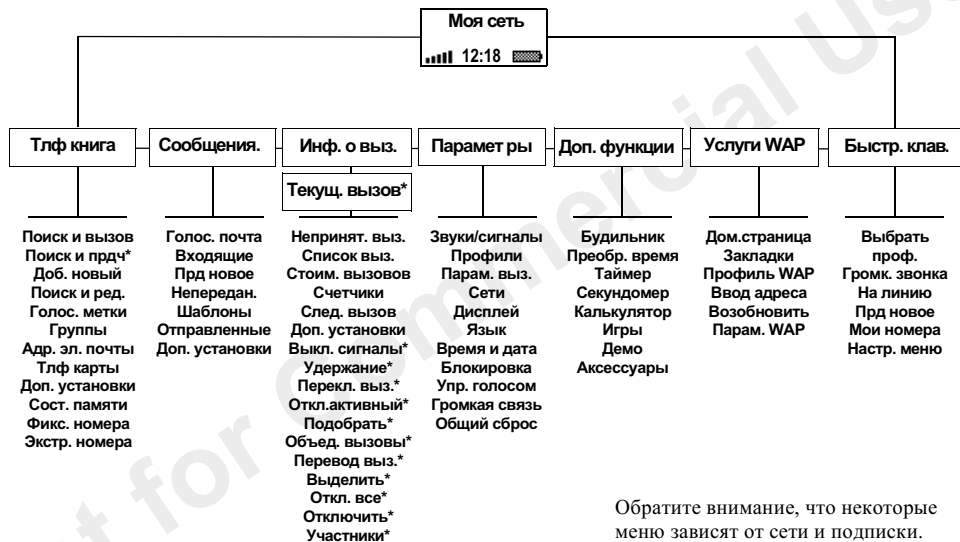 Моя сеть
12:18
Тлф книга
Сообщения.
Инф. о выз.
Парамет ры
Доп. функции
Услуги WAP
Быстр. клав.
Текущ. вызов*
Поиск и вызов
Поиск и прдч*
Доб. новый
Поиск и ред.
Голос. метки
Группы
Адр. эл. почты
Тлф карты
Доп. установки
Сост. памяти
Фикс. номера
Экстр. номера
Голос. почта
Входящие
Прд новое
Непередан.
Шаблоны
Отправленные
Доп. установки
Непринят. выз.
Список выз.
Стоим. вызовов
Счетчики
След. вызов
Доп. установки
Выкл. сигналы*
Удержание*
Перекл. выз.*
Откл.активный*
Подобрать*
Объед. вызовы*
Перевод выз.*
Выделить*
Откл. все*
Отключить*
Участники*
Звуки/сигналы
Профили
Парам. выз.
Сети
Дисплей
Язык
Время и дата
Блокировка
Упр. голосом
Громкая связь
Общий сброс
Будильник
Преобр. время
Таймер
Секундомер
Калькулятор
Игры
Демо
Аксессуары
Дом.страница
Закладки
Профиль WAP
Ввод адреса
Возобновить
Парам. WAP
Выбрать
проф.
Громк. звонка
На линию
Прд новое
Мои номера
Настр. меню
Обратите внимание, что некоторые
меню зависят от сети и подписки.
t for Commercial Us